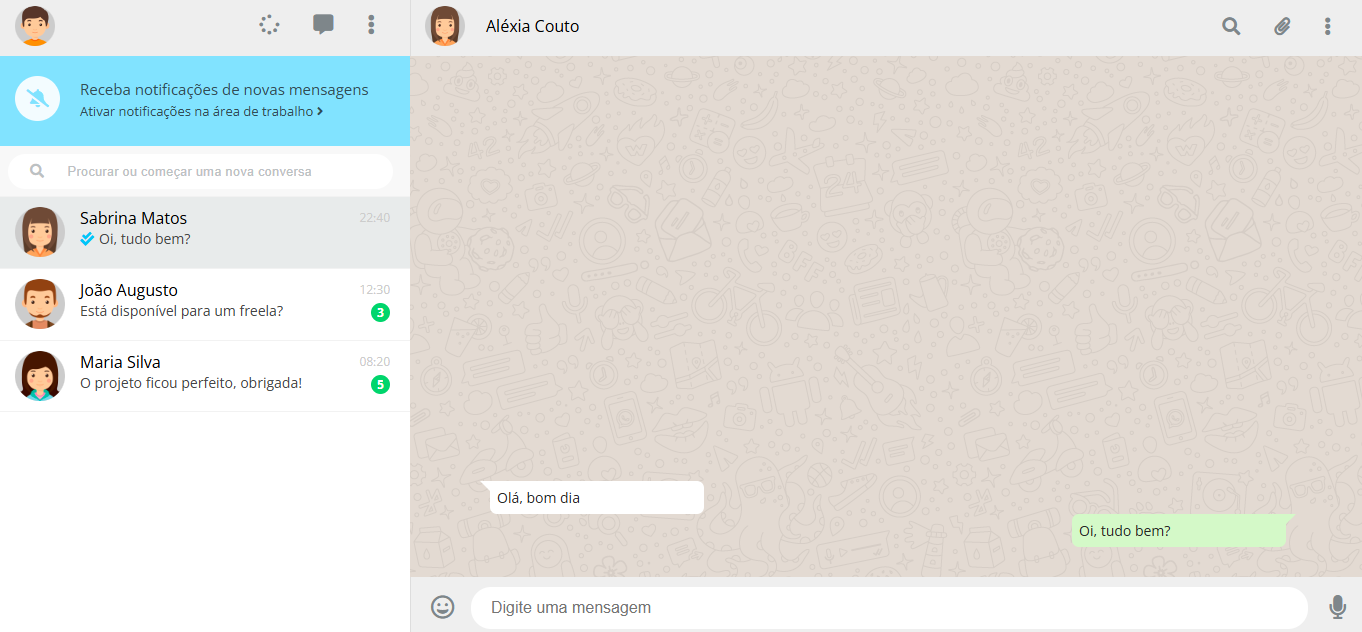 Aléxia Couto
Receba notificações de novas mensagens
Ativar notificações na área de trabalho
Procurar ou começar uma nova conversa
Sabrina Matos 22:40
Oi, tudo bem?
João Augusto 12:30
Está disponível para um freela? 3
Maria Silva 08:20
O projeto ficou perfeito, obrigada! 5
Olá, bom dia
Oi, tudo bem?
Digite uma mensagem